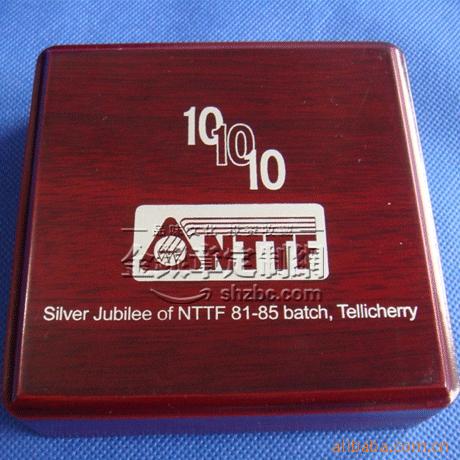 10
10
10
NTTF
shzbc.com
Silver Jubilee of NTTF 81-85 batch, Tellicherry
alibaba.com.cn